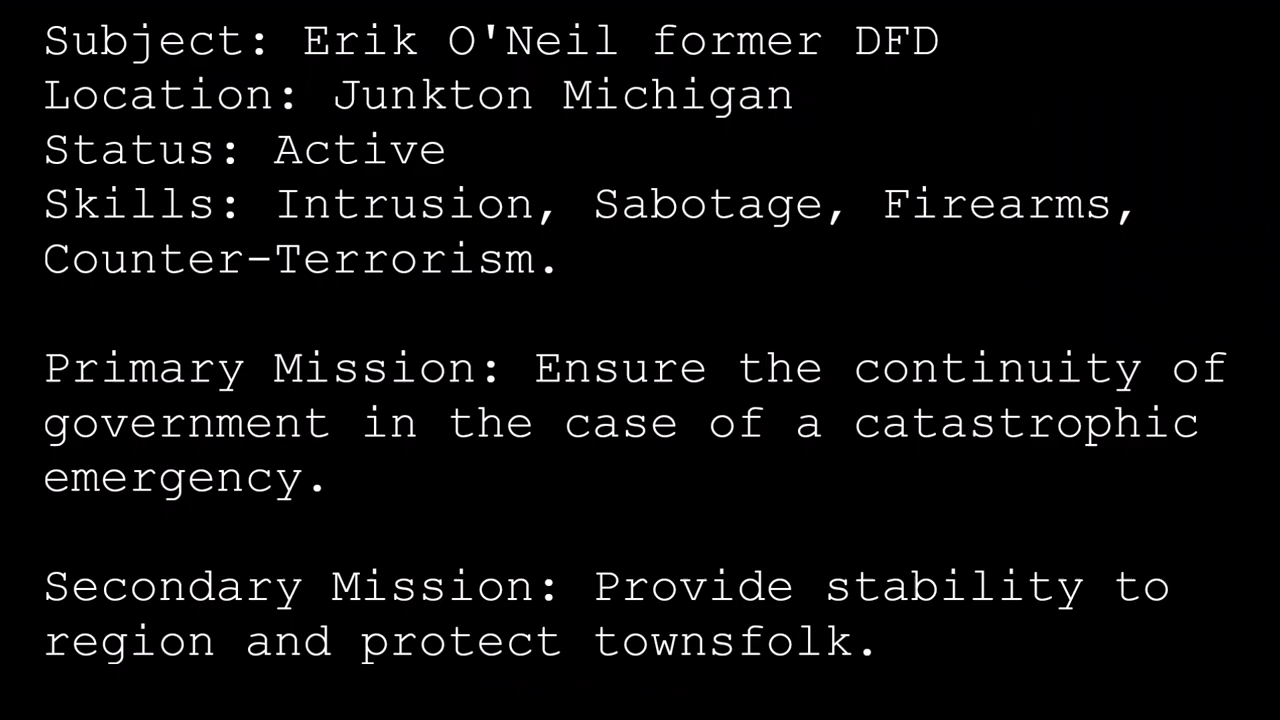 Subject: Erik O'Neil former DFD
Location: Junkton Michigan
Status: Active
Skills: Intrusion, Sabotage, Firearms,
Counter-Terrorism.
Primary Mission: Ensure the continuity of
government in the case of a catastrophic
emergency.
Secondary Mission: Provide stability to
region and protect townsfolk.